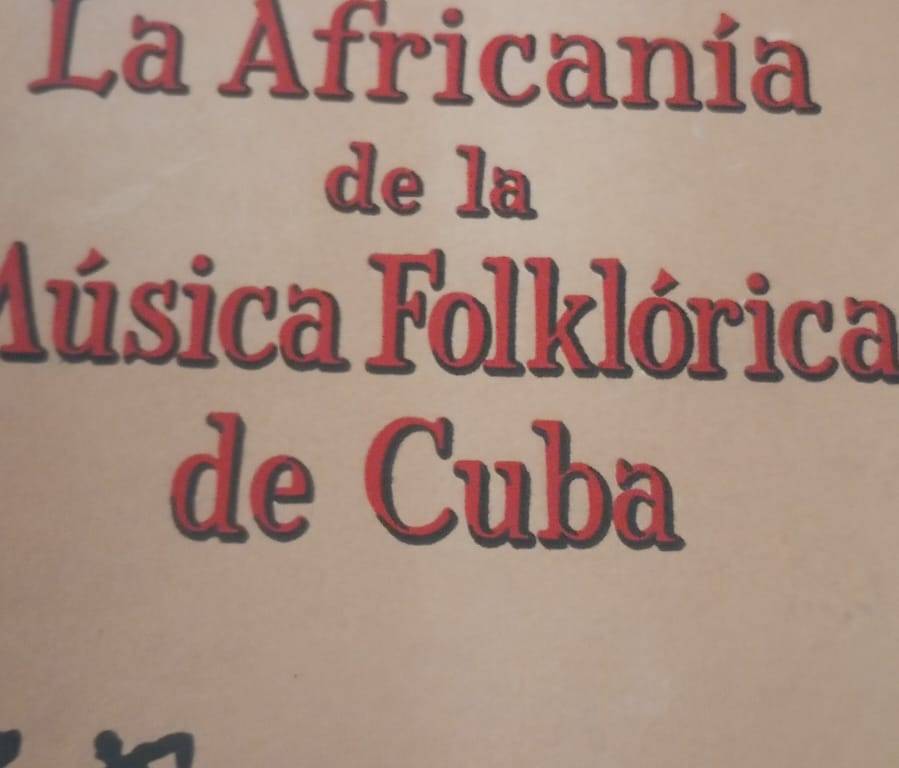 La Africanía
de la
Música Folklórica
de Cuba